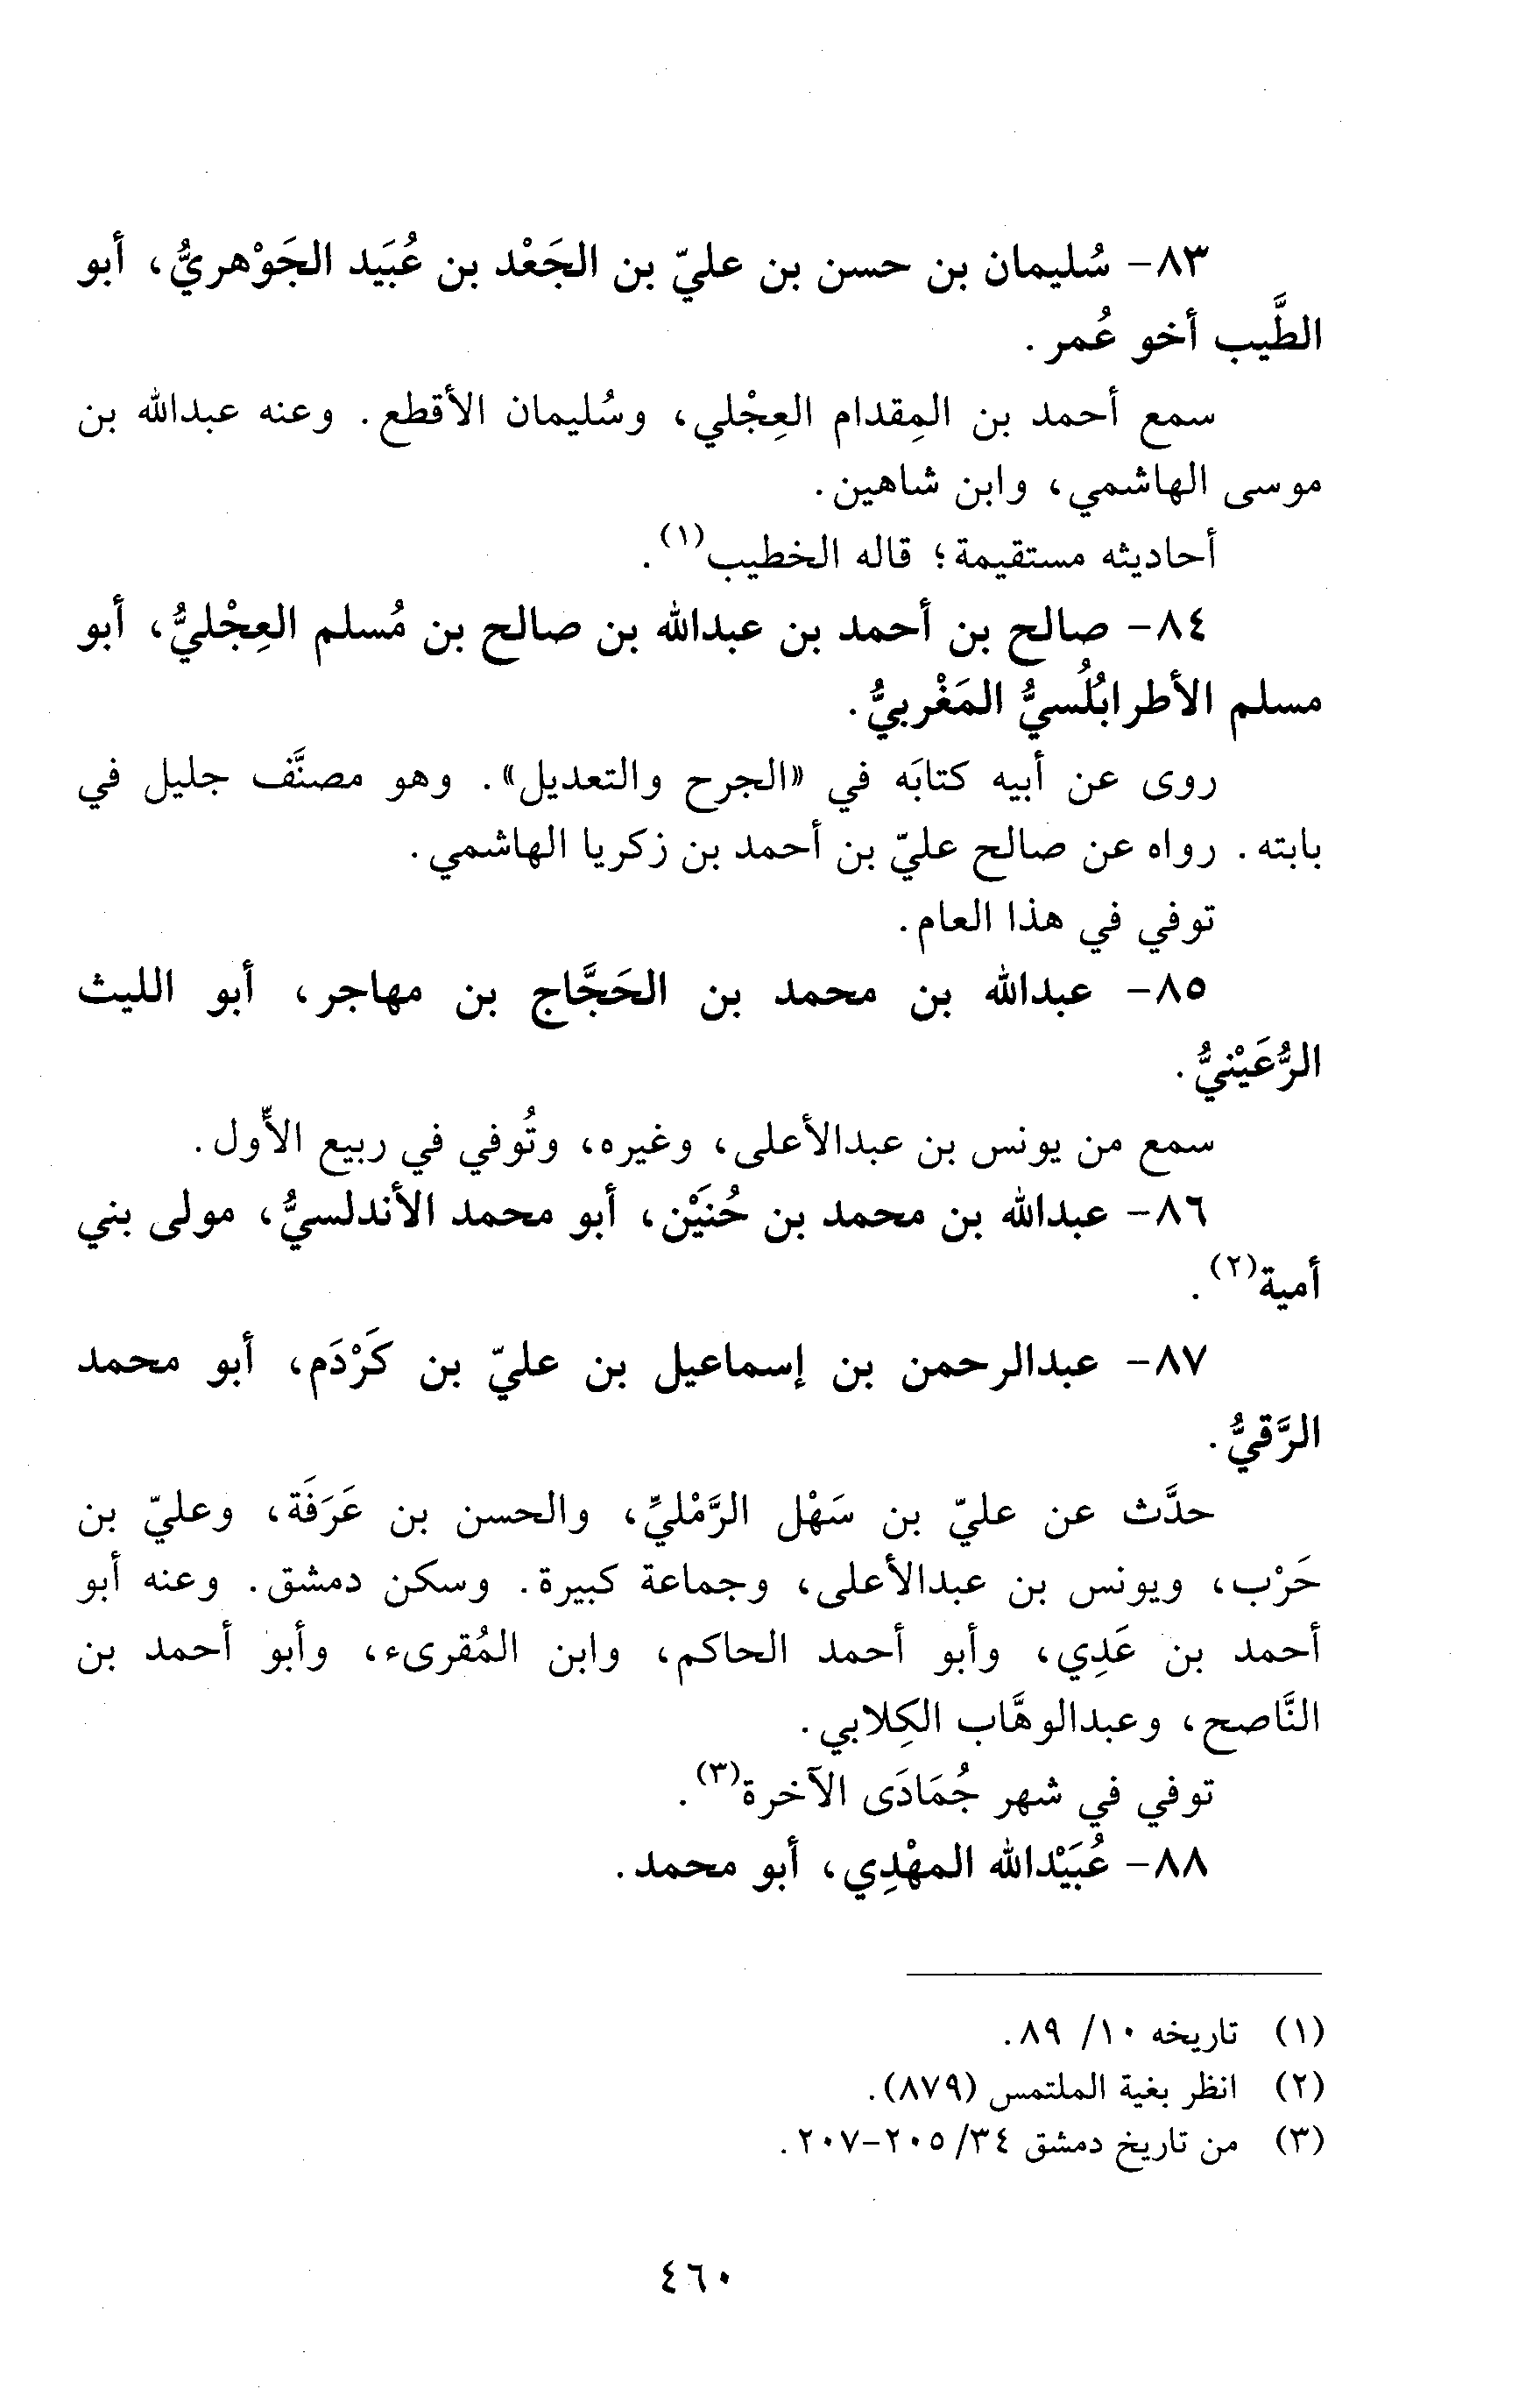 ٨٣- سُليمان بن حسن بن عليّ بن الجَعْد بن عُبَيد الجَوْهريُّ، أبو
الطَّيب أخو عُمر.
سمع أحمد بن المِقدام العِجْلي، وسُليمان الأقطع. وعنه عبدالله بن
موسى الهاشمي، وابن شاهين.
أحاديثه مستقيمة؛ قاله الخطيب(١).
٨٤- صالح بن أحمد بن عبدالله بن صالح بن مُسلم العِجْليُّ، أبو
مسلم الأطرابُلُسيُّ المَغْربيُّ.
روى عن أبيه كتابَه في «الجرح والتعديل». وهو مصنَّف جليل في
بابته. رواه عن صالح عليّ بن أحمد بن زكريا الهاشمي.
توفي في هذا العام.
٨٥- عبدالله بن محمد بن الحَجَّاج بن مهاجر، أبو الليث
الرُّعَيْنيُّ.
سمع من يونس بن عبدالأعلى، وغيره، وتُوفي في ربيع الأوَّل.
٨٦- عبدالله بن محمد بن حُنَيْن، أبو محمد الأندلسيُّ، مولى بني
أمية(٢).
٨٧- عبدالرحمن بن إسماعيل بن عليّ بن كَرْدَم، أبو محمد
الرَّقيُّ.
حدَّث عن عليّ بن سَهْل الرَّمْليِّ، والحسن بن عَرَفَة، وعليّ بن
حَرْب، ويونس بن عبدالأعلى، وجماعة كبيرة. وسكن دمشق. وعنه أبو
أحمد بن عَدِي، وأبو أحمد الحاكم، وابن المُقرىء، وأبو أحمد بن
النَّاصح، وعبدالوهَّاب الكِلابي.
توفي في شهر جُمَادَى الآخرة(٣).
٨٨- عُبَيْدالله المهْدِي، أبو محمد.
(١) تاريخه ١٠/ ٨٩.
(٢) انظر بغية الملتمس (٨٧٩).
(٣) من تاريخ دمشق ٣٤/ ٢٠٥-٢٠٧.
٤٦٠